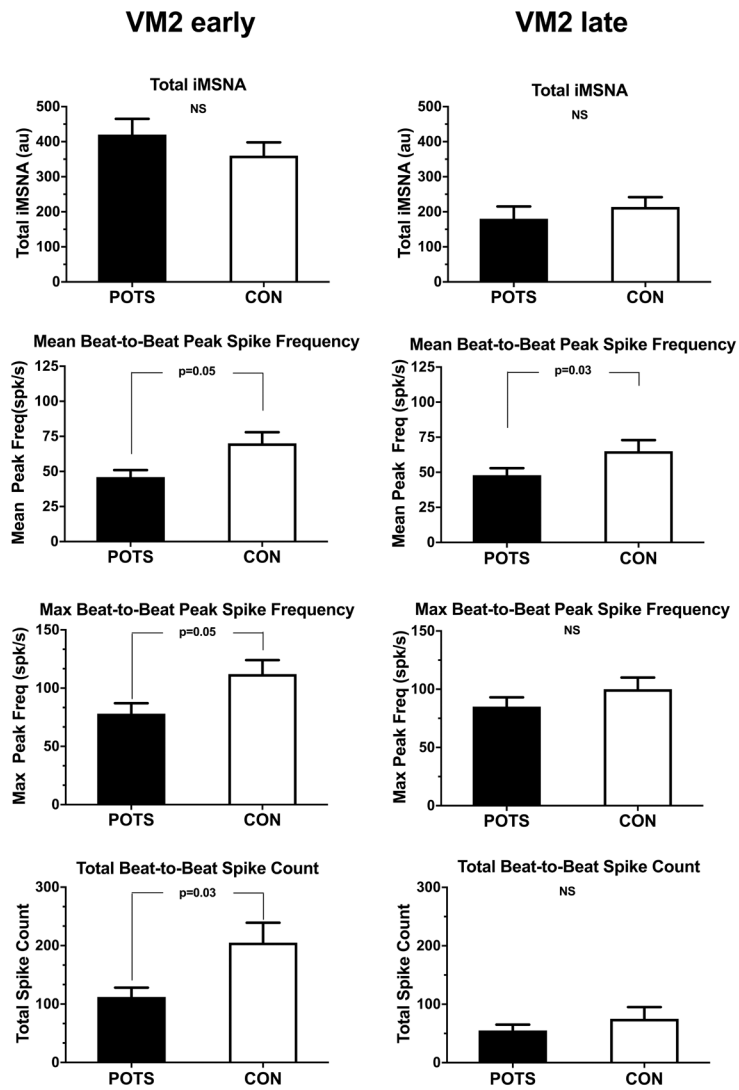 VM2 early
VM2 late
Total iMSNA
NS
Total iMSNA (au)
500
400
300
200
100
0
POTS
CON
Total iMSNA
NS
Total iMSNA (au)
500
400
300
200
100
0
POTS
CON
Mean Beat-to-Beat Peak Spike Frequency
p=0.05
Mean Peak Freq(spk/s)
125
100
75
50
25
0
POTS
CON
Mean Beat-to-Beat Peak Spike Frequency
p=0.03
Mean Peak Freq (spk/s)
125
100
75
50
25
0
POTS
CON
Max Beat-to-Beat Peak Spike Frequency
p=0.05
Max Peak Freq (spk/s)
150
100
50
0
POTS
CON
Max Beat-to-Beat Peak Spike Frequency
NS
Max Peak Freq (spk/s)
150
100
50
0
POTS
CON
Total Beat-to-Beat Spike Count
p=0.03
Total Spike Count
300
200
100
0
POTS
CON
Total Beat-to-Beat Spike Count
NS
Total Spike Count
300
200
100
0
POTS
CON